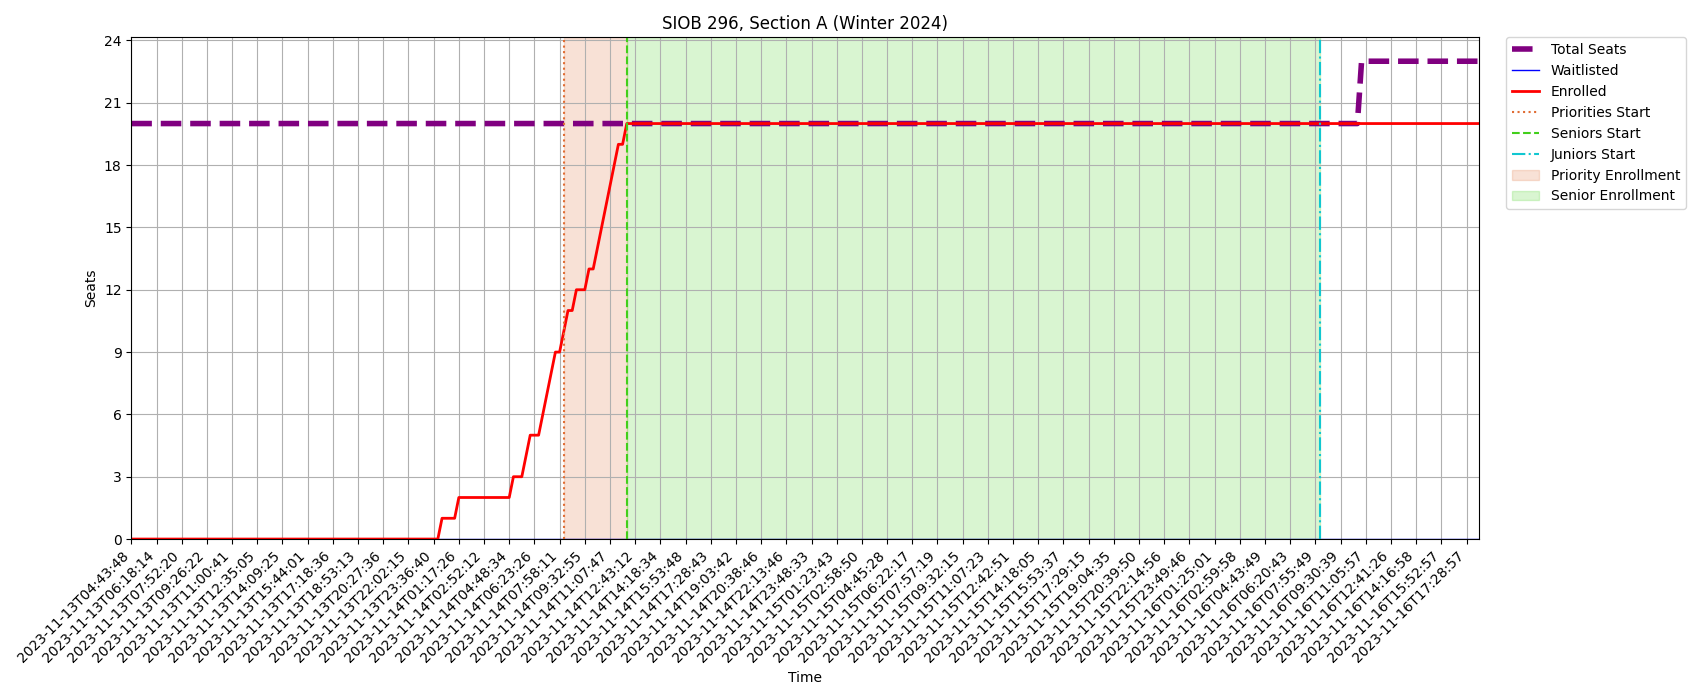 SIOB 296, Section A (Winter 2024)
24
21
18
15
12
9
6
3
0
Seats
2023-11-13T04:43:48
2023-11-13T06:18:14
2023-11-13T07:52:20
2023-11-13T09:26:22
2023-11-13T11:00:41
2023-11-13T12:35:05
2023-11-13T14:09:25
2023-11-13T15:44:01
2023-11-13T17:18:36
2023-11-13T18:53:13
2023-11-13T20:27:36
2023-11-13T22:02:15
2023-11-13T23:36:40
2023-11-14T01:17:26
2023-11-14T02:52:12
2023-11-14T04:48:34
2023-11-14T06:23:26
2023-11-14T07:58:11
2023-11-14T09:32:55
2023-11-14T11:07:47
2023-11-14T12:43:12
2023-11-14T14:18:34
2023-11-14T15:53:48
2023-11-14T17:28:43
2023-11-14T19:03:42
2023-11-14T20:38:46
2023-11-14T22:13:46
2023-11-14T23:48:33
2023-11-15T01:23:43
2023-11-15T02:58:50
2023-11-15T04:45:28
2023-11-15T06:22:17
2023-11-15T07:57:19
2023-11-15T09:32:15
2023-11-15T11:07:23
2023-11-15T12:42:51
2023-11-15T14:18:05
2023-11-15T15:53:37
2023-11-15T17:29:15
2023-11-15T19:04:35
2023-11-15T20:39:50
2023-11-15T22:14:56
2023-11-15T23:49:46
2023-11-16T01:25:01
2023-11-16T02:59:58
2023-11-16T04:43:49
2023-11-16T06:20:43
2023-11-16T07:55:49
2023-11-16T09:30:39
2023-11-16T11:05:57
2023-11-16T12:41:26
2023-11-16T14:16:58
2023-11-16T15:52:57
2023-11-16T17:28:57
Time
Total Seats
Waitlisted
Enrolled
Priorities Start
Seniors Start
Juniors Start
Priority Enrollment
Senior Enrollment